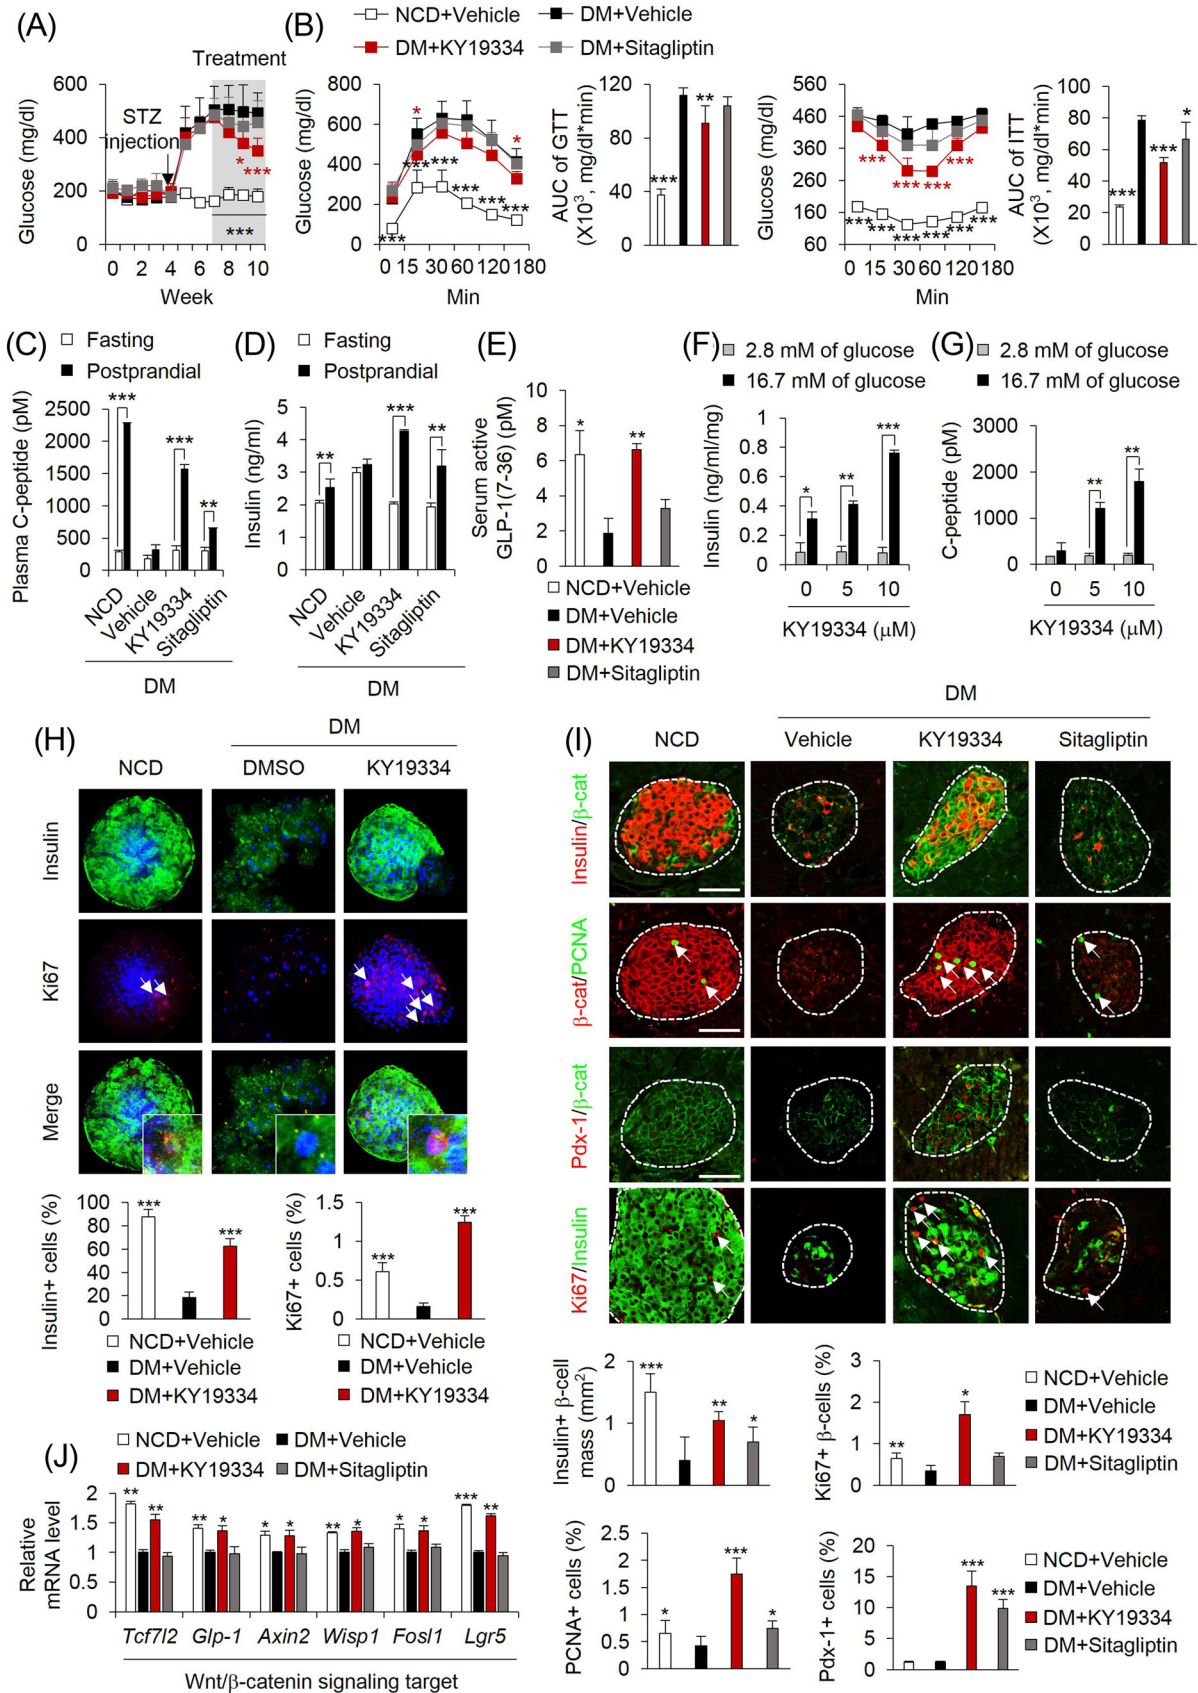 (A)
Treatment
STZ
injection
Glucose (mg/dl)
600
400
200
0
***
*
***
0 2 4 6 8 10
Week
(B)
NCD+Vehicle
DM+Vehicle
DM+KY19334
DM+Sitagliptin
Glucose (mg/dl)
800
600
400
200
0
*
*
*** *** *** *** ***
***
0 15 30 60 120 180
Min
AUC of GTT
(X10³, mg/dl*min)
120
80
40
0
***
**
Glucose (mg/dl)
560
460
360
260
160
60
*** *** *** ***
*** *** *** *** *** ***
0 15 30 60 120 180
Min
AUC of ITT
(X10³, mg/dl*min)
100
80
60
40
20
0
***
***
*
(C)
Fasting
Postprandial
Plasma C-peptide (pM)
2500
2000
1500
1000
500
0
***
***
**
NCD
Vehicle
KY19334
Sitagliptin
DM
(D)
Fasting
Postprandial
Insulin (ng/ml)
5
4
3
2
1
0
**
***
**
NCD
Vehicle
KY19334
Sitagliptin
DM
(E)
Serum active
GLP-1(7-36) (pM)
10
8
6
4
2
0
*
**
NCD+Vehicle
DM+Vehicle
DM+KY19334
DM+Sitagliptin
(F)
2.8 mM of glucose
16.7 mM of glucose
Insulin (ng/ml/mg)
1
0.8
0.6
0.4
0.2
0
*
**
***
0 5 10
KY19334 (μM)
(G)
2.8 mM of glucose
16.7 mM of glucose
C-peptide (pM)
3000
2000
1000
0
**
**
0 5 10
KY19334 (μM)
(H)
DM
NCD DMSO KY19334
Insulin
Ki67
Merge
Insulin+ cells (%)
100
80
60
40
20
0
***
***
NCD+Vehicle
DM+Vehicle
DM+KY19334
Ki67+ cells (%)
1.5
1
0.5
0
***
***
NCD+Vehicle
DM+Vehicle
DM+KY19334
(I)
DM
NCD Vehicle KY19334 Sitagliptin
Insulin/β-cat
β-cat/PCNA
Pdx-1/β-cat
Ki67/Insulin
Insulin+ β-cell
mass (mm²)
2
1
0
***
**
*
Ki67+ β-cells (%)
3
2
1
0
**
*
NCD+Vehicle
DM+Vehicle
DM+KY19334
DM+Sitagliptin
PCNA+ cells (%)
2.5
2
1.5
1
0.5
0
*
***
*
Pdx-1+ cells (%)
20
15
10
5
0
***
***
NCD+Vehicle
DM+Vehicle
DM+KY19334
DM+Sitagliptin
(J)
NCD+Vehicle
DM+Vehicle
DM+KY19334
DM+Sitagliptin
Relative
mRNA level
2
1.5
1
0.5
0
** ** ** * * * ** * * * *** **
Tcf7l2 Glp-1 Axin2 Wisp1 Fosl1 Lgr5
Wnt/β-catenin signaling target